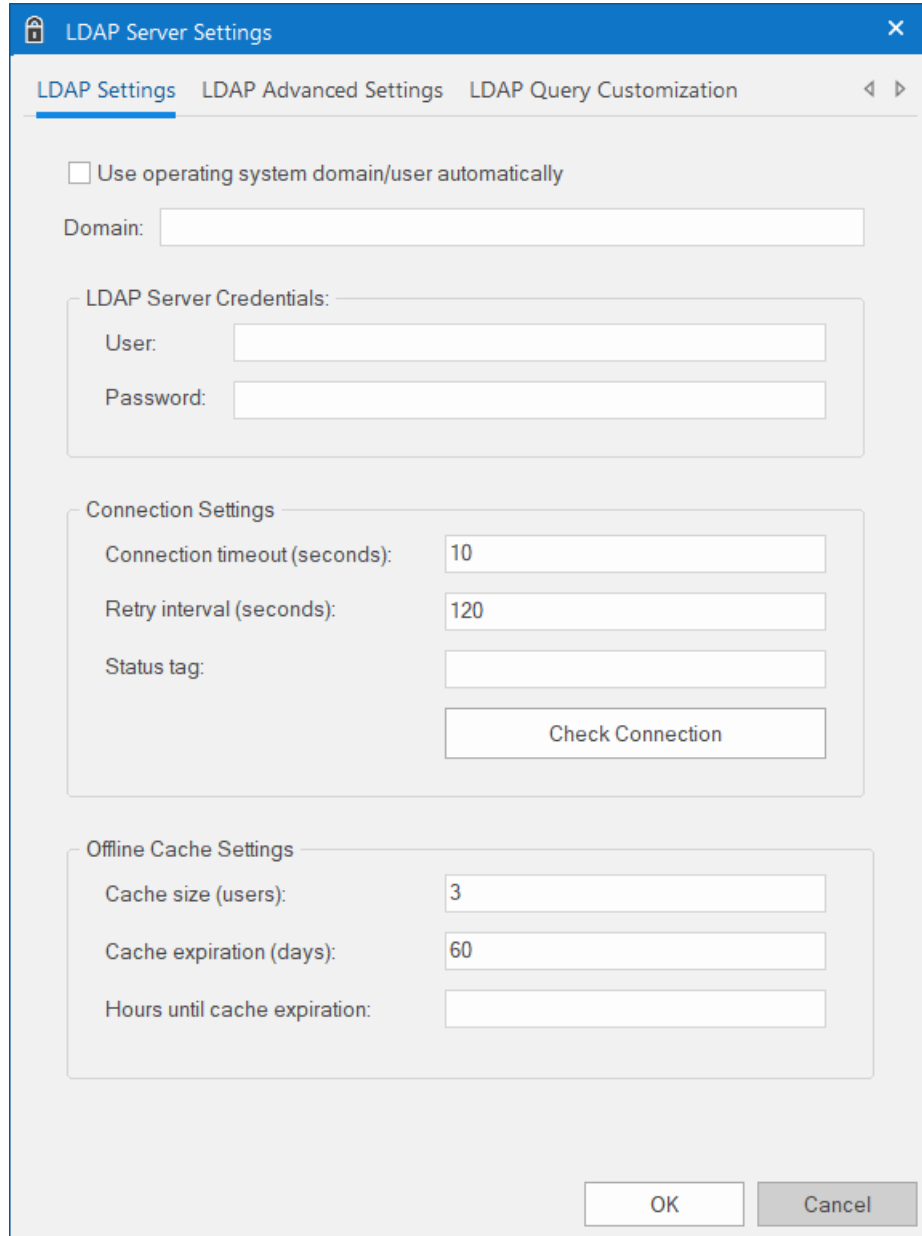 LDAP Server Settings
LDAP Settings LDAP Advanced Settings LDAP Query Customization
Use operating system domain/user automatically
Domain:
LDAP Server Credentials:
User:
Password:
Connection Settings
Connection timeout (seconds): 10
Retry interval (seconds): 120
Status tag:
Check Connection
Offline Cache Settings
Cache size (users): 3
Cache expiration (days): 60
Hours until cache expiration:
OK Cancel